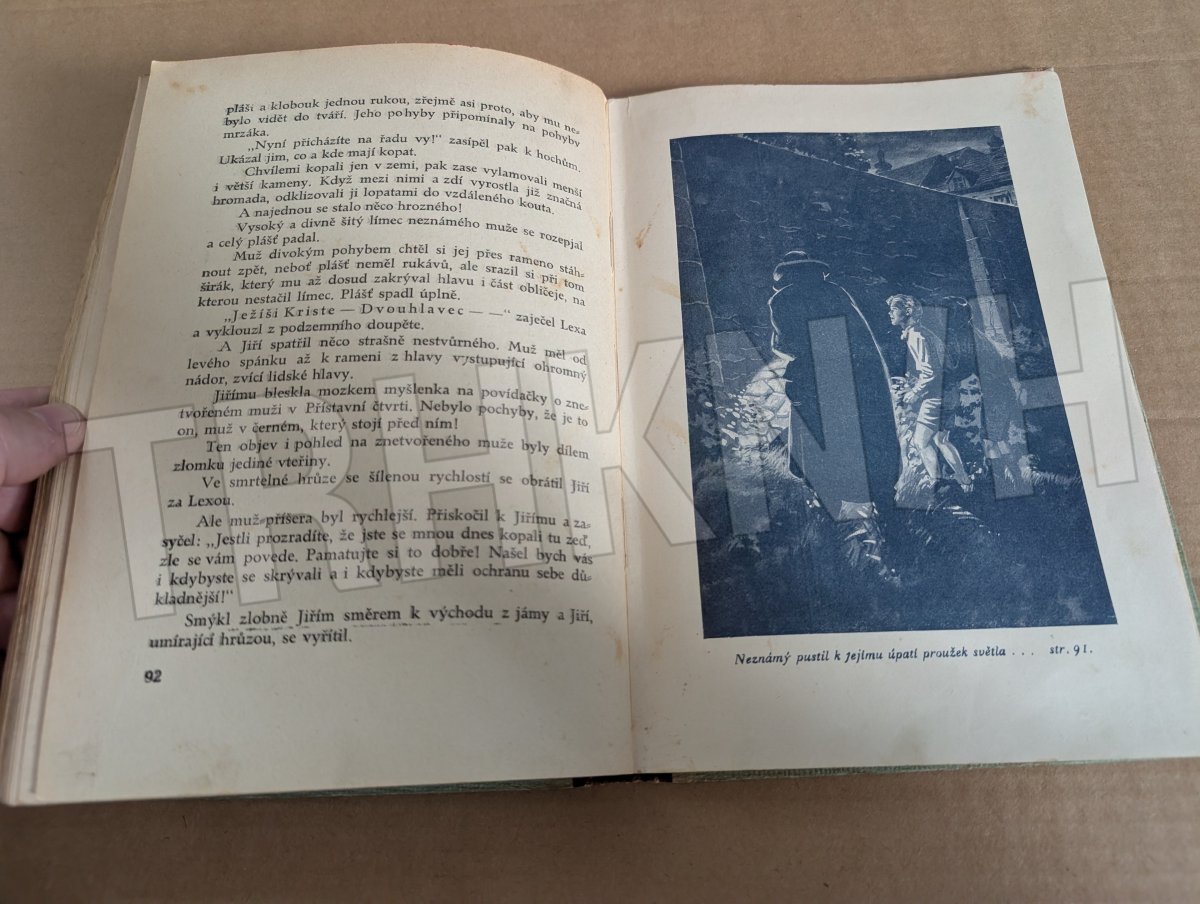 plášť a klobouk jednou rukou, zřejmě asi proto, aby mu ne-
bylo vidět do tváří. Jeho pohyby připomínaly na pohyby
mrzáka.
„Nyní přicházíte na řadu vy!“ zasípěl pak k hochům.
Ukázal jim, co a kde mají kopat.
Chvílemi kopali jen v zemi, pak zase vylamovali menší
i větší kameny. Když mezi nimi a zdí vyrostla již značná
hromada, odklizovali ji lopatami do vzdáleného kouta.
A najednou se stalo něco hrozného!
Vysoký a divně šitý límec neznámého muže se rozepjal
a celý plášť padal.
Muž divokým pohybem chtěl si jej přes rameno stáh-
nout zpět, neboť plášť neměl rukávů, ale srazil si při tom
širák, který mu až dosud zakrýval hlavu i část obličeje, na
kterou nestačil límec. Plášť spadl úplně.
„Ježíši Kriste — Dvouhlavec — —“ zaječel Lexa
a vyklouzl z podzemního doupěte.
A Jiří spatřil něco strašně nestvůrného. Muž měl od
levého spánku až k rameni z hlavy vystupující ohromný
nádor, zvící lidské hlavy.
Jiřímu bleskla mozkem myšlenka na povídačky o zne-
tvořeném muži v Přístavní čtvrti. Nebylo pochyby, že je to
on, muž v černém, který stojí před ním!
Ten objev i pohled na znetvořeného muže byly dílem
zlomku jediné vteřiny.
Ve smrtelné hrůze se šílenou rychlostí se obrátil Jiří
za Lexou.
Ale muž-příšera byl rychlejší. Přiskočil k Jiřímu a za-
syčel: „Jestli prozradíte, že jste se mnou dnes kopali tu zeď,
zle se vám povede. Pamatujte si to dobře! Našel bych vás
i kdybyste se skrývali a i kdybyste měli ochranu sebe dů-
kladnější!“
Smýkl zlobně Jiřím směrem k východu z jámy a Jiří,
umírající hrůzou, se vyřítil.
92
Neznámý pustil k jejímu úpatí proužek světla . . . str. 91.
TRHKNIH